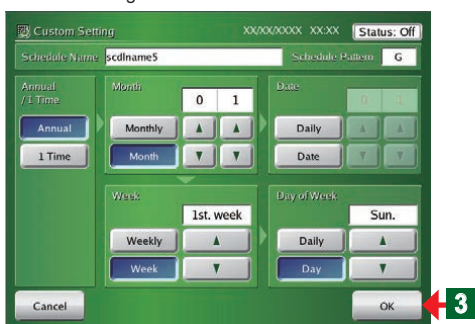 Custom Setting XX/XX/XXXX XX:XX Status: Off
Schedule Name scdlname5 Schedule Pattern G
Annual
/1 Time
Annual
1 Time
Month
0 1
Monthly
Month
Date
0 1
Daily
Date
Week
1st. week
Weekly
Week
Day of Week
Sun.
Daily
Day
Cancel OK 3